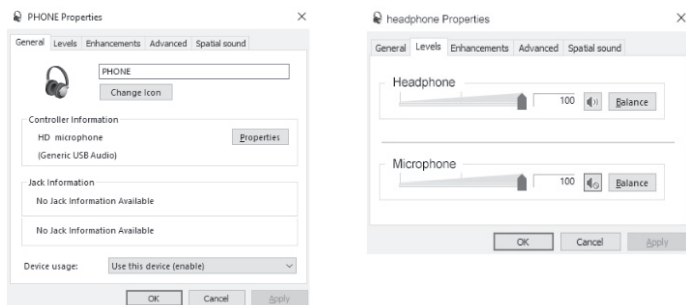 PHONE Properties
General Levels Enhancements Advanced Spatial sound
PHONE
Change Icon
Controller Information
HD microphone
Properties
(Generic USB Audio)
Jack Information
No Jack Information Available
No Jack Information Available
Device usage: Use this device (enable)
OK Cancel Apply
headphone Properties
General Levels Enhancements Advanced Spatial sound
Headphone
100 Balance
Microphone
100 Balance
OK Cancel Apply